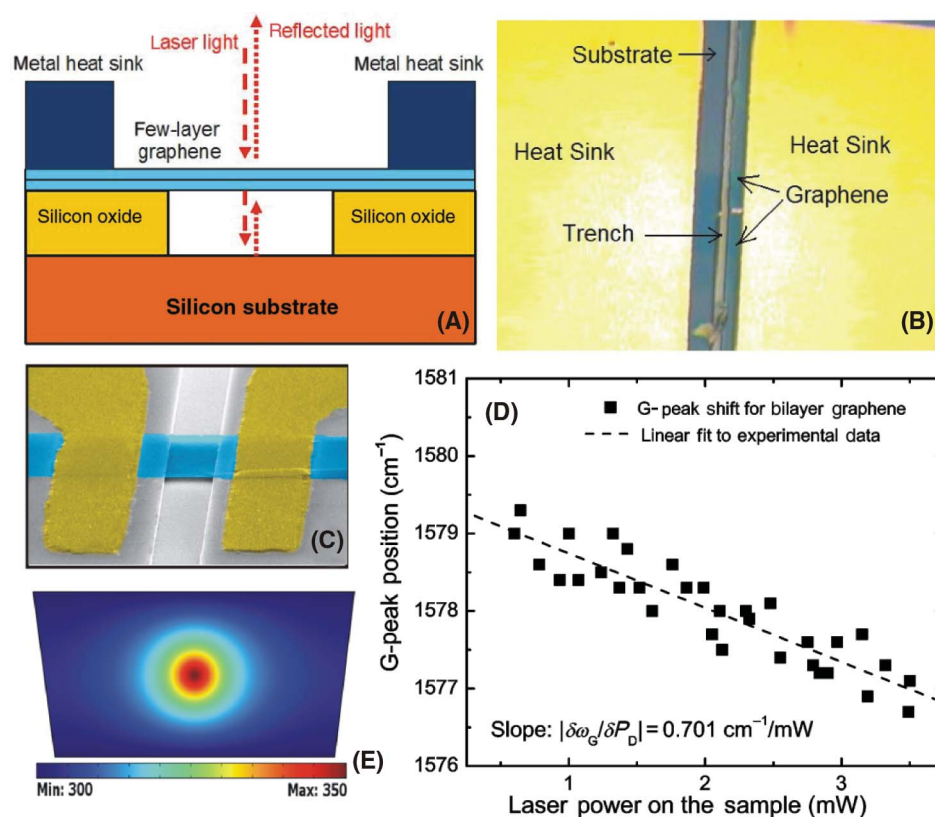 Laser light
Reflected light
Metal heat sink
Metal heat sink
Few-layer
graphene
Silicon oxide
Silicon oxide
Silicon substrate
(A)
Substrate
Heat Sink
Heat Sink
Graphene
Trench
(B)
(C)
Min: 300
Max: 350
(E)
(D)
G-peak shift for bilayer graphene
Linear fit to experimental data
G-peak position (cm⁻¹)
1581
1580
1579
1578
1577
1576
Slope: |δω_G/δP_D| = 0.701 cm⁻¹/mW
1
2
3
Laser power on the sample (mW)